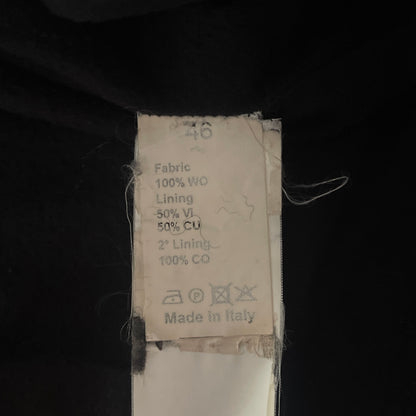 46
Fabric
100% WO
Lining
50% VI
50% CU
2° Lining
100% CO
P
Made in Italy